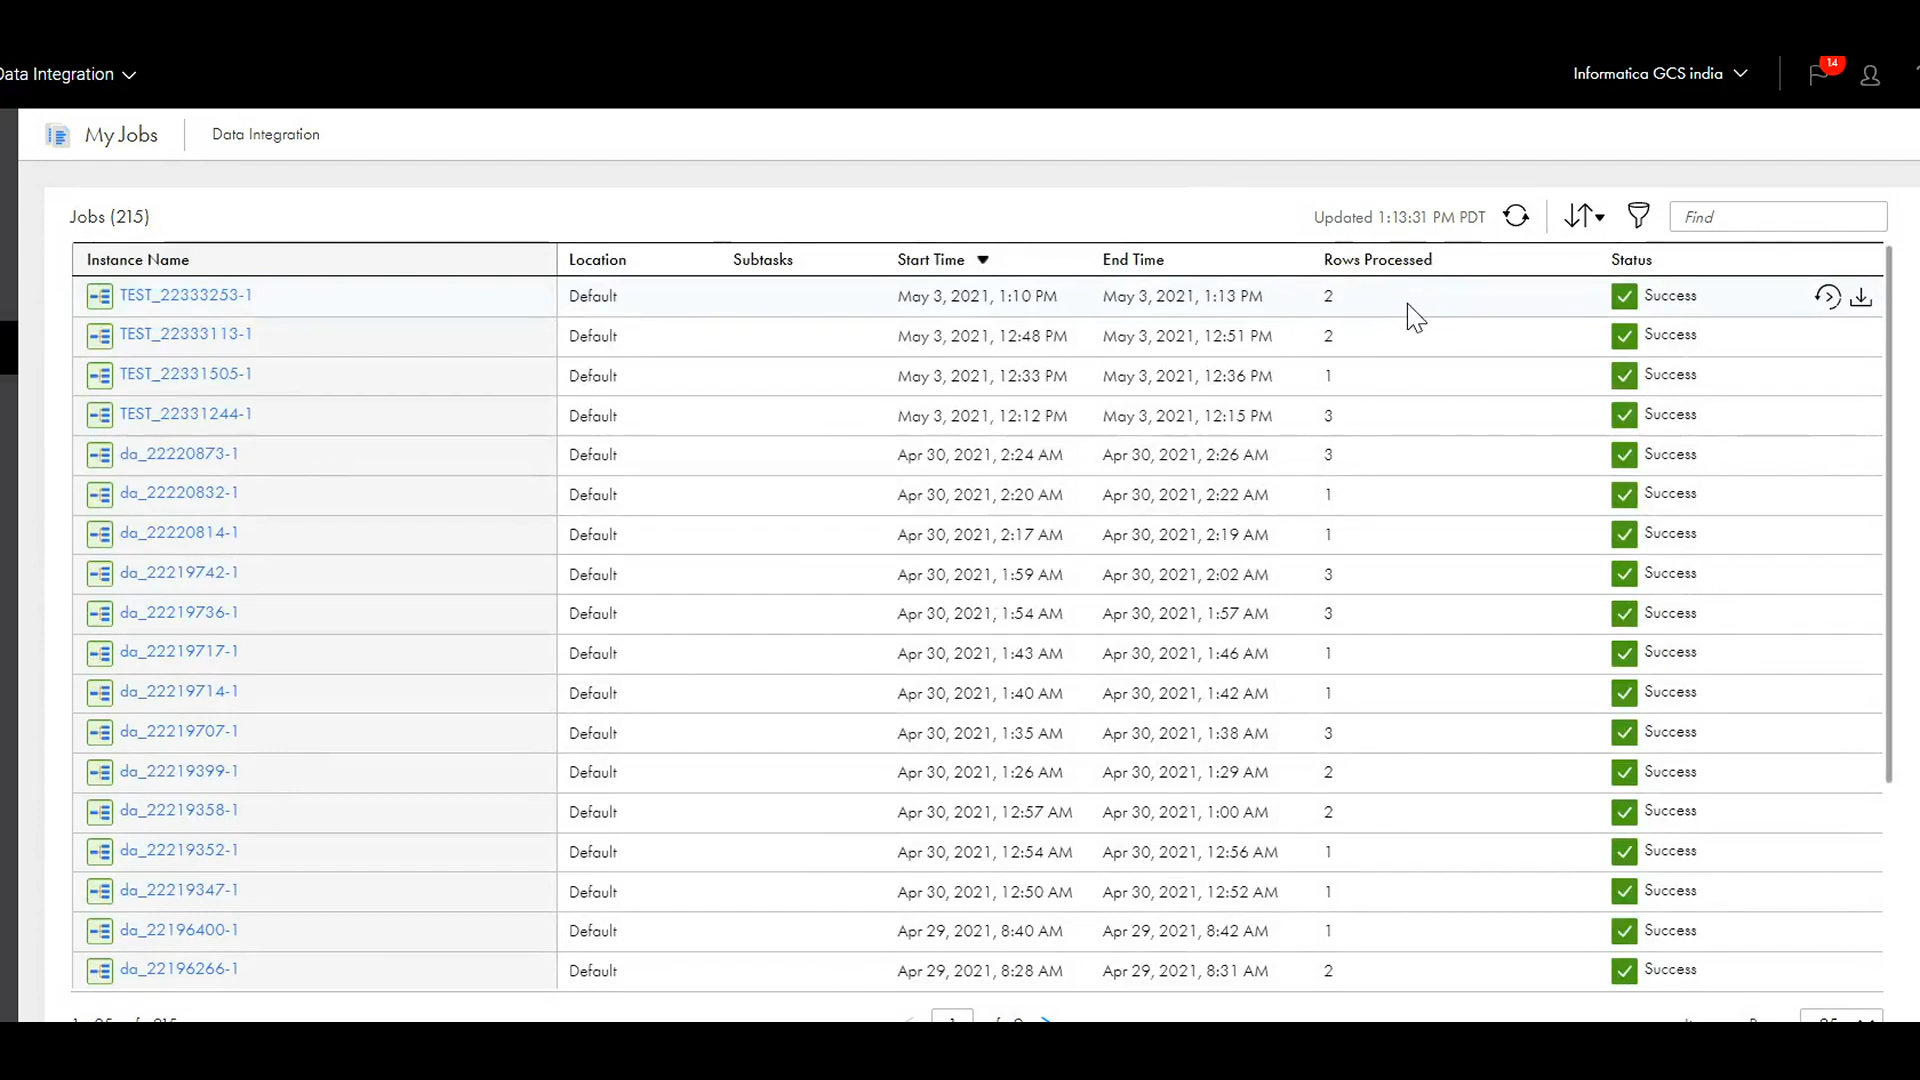 Data Integration
Informatica GCS india
14
My Jobs
Data Integration
Jobs (215)
Updated 1:13:31 PM PDT
Find
Instance Name Location Subtasks Start Time End Time Rows Processed Status
TEST_22333253-1 Default May 3, 2021, 1:10 PM May 3, 2021, 1:13 PM 2 Success
TEST_22333113-1 Default May 3, 2021, 12:48 PM May 3, 2021, 12:51 PM 2 Success
TEST_22331505-1 Default May 3, 2021, 12:33 PM May 3, 2021, 12:36 PM 1 Success
TEST_22331244-1 Default May 3, 2021, 12:12 PM May 3, 2021, 12:15 PM 3 Success
da_22220873-1 Default Apr 30, 2021, 2:24 AM Apr 30, 2021, 2:26 AM 3 Success
da_22220832-1 Default Apr 30, 2021, 2:20 AM Apr 30, 2021, 2:22 AM 1 Success
da_22220814-1 Default Apr 30, 2021, 2:17 AM Apr 30, 2021, 2:19 AM 1 Success
da_22219742-1 Default Apr 30, 2021, 1:59 AM Apr 30, 2021, 2:02 AM 3 Success
da_22219736-1 Default Apr 30, 2021, 1:54 AM Apr 30, 2021, 1:57 AM 3 Success
da_22219717-1 Default Apr 30, 2021, 1:43 AM Apr 30, 2021, 1:46 AM 1 Success
da_22219714-1 Default Apr 30, 2021, 1:40 AM Apr 30, 2021, 1:42 AM 1 Success
da_22219707-1 Default Apr 30, 2021, 1:35 AM Apr 30, 2021, 1:38 AM 3 Success
da_22219399-1 Default Apr 30, 2021, 1:26 AM Apr 30, 2021, 1:29 AM 2 Success
da_22219358-1 Default Apr 30, 2021, 12:57 AM Apr 30, 2021, 1:00 AM 2 Success
da_22219352-1 Default Apr 30, 2021, 12:54 AM Apr 30, 2021, 12:56 AM 1 Success
da_22219347-1 Default Apr 30, 2021, 12:50 AM Apr 30, 2021, 12:52 AM 1 Success
da_22196400-1 Default Apr 29, 2021, 8:40 AM Apr 29, 2021, 8:42 AM 1 Success
da_22196266-1 Default Apr 29, 2021, 8:28 AM Apr 29, 2021, 8:31 AM 2 Success